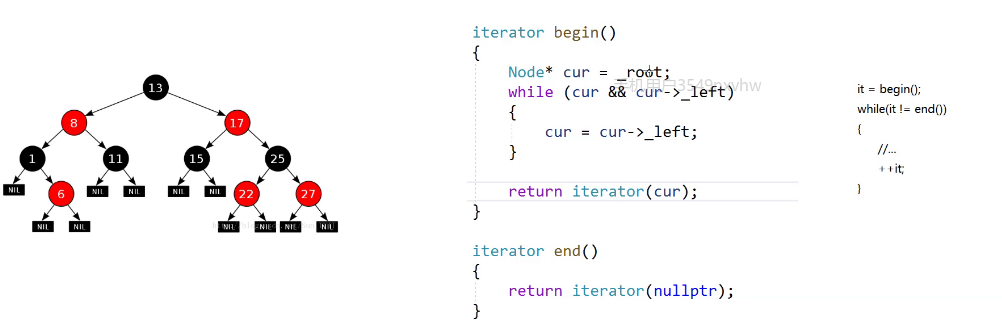 13
8
17
1
11
15
25
NIL
6
NIL
NIL
NIL
NIL
22
27
NIL
NIL
NIL
NIL
NIL
NIL
iterator begin()
{
Node* cur = _root;
while (cur && cur->_left)
{
cur = cur->_left;
}
return iterator(cur);
}
iterator end()
{
return iterator(nullptr);
}
it = begin();
while(it != end())
{
//...
++it;
}